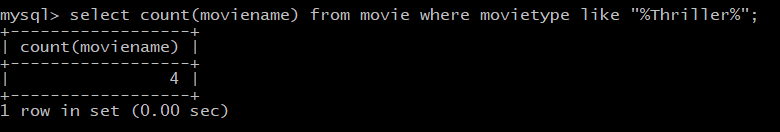 mysql> select count(moviename) from movie where movietype like "%Thriller%";
+------------------+
| count(moviename) |
+------------------+
|                4 |
+------------------+
1 row in set (0.00 sec)